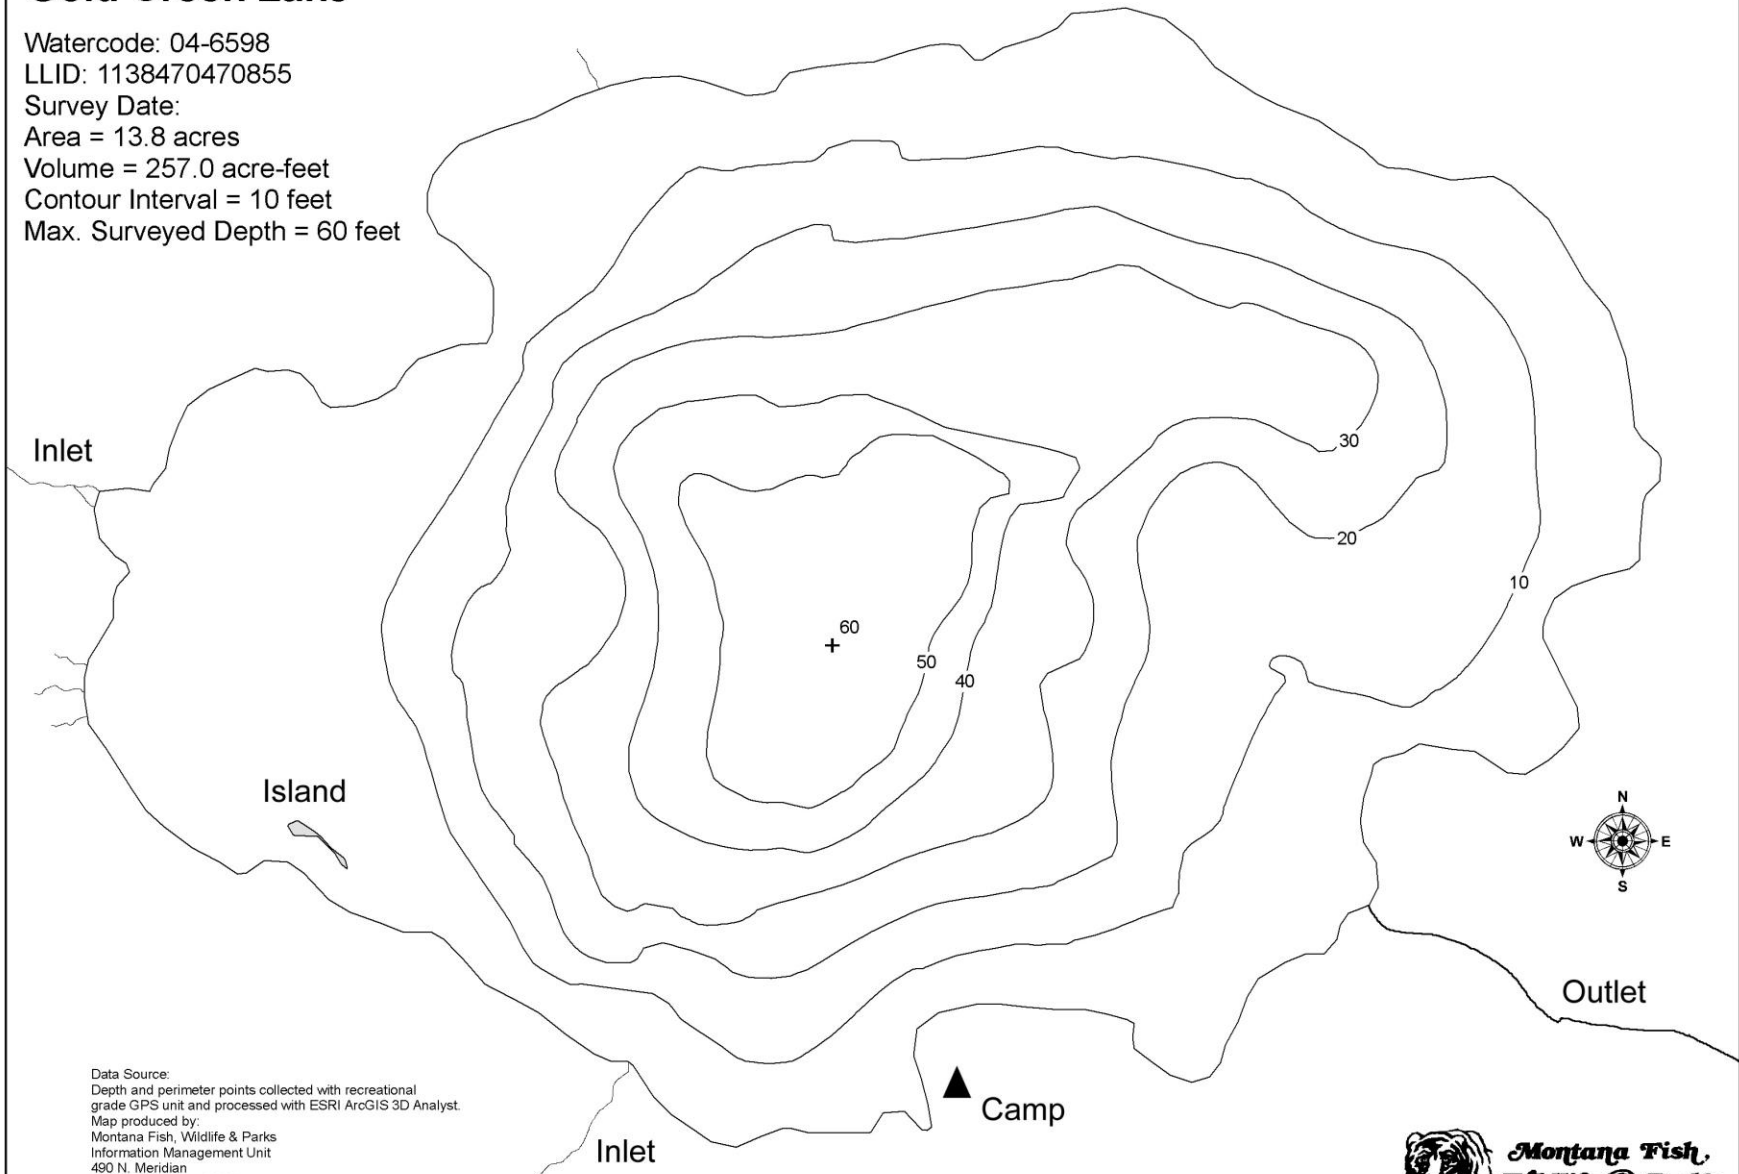 Watercode: 04-6598
LLID: 1138470470855
Survey Date:
Area = 13.8 acres
Volume = 257.0 acre-feet
Contour Interval = 10 feet
Max. Surveyed Depth = 60 feet
Inlet
30
20
10
60
50
40
Island
N
W E
S
Outlet
Camp
Inlet
Data Source:
Depth and perimeter points collected with recreational
grade GPS unit and processed with ESRI ArcGIS 3D Analyst.
Map produced by:
Montana Fish, Wildlife & Parks
Information Management Unit
490 N. Meridian
Montana Fish,